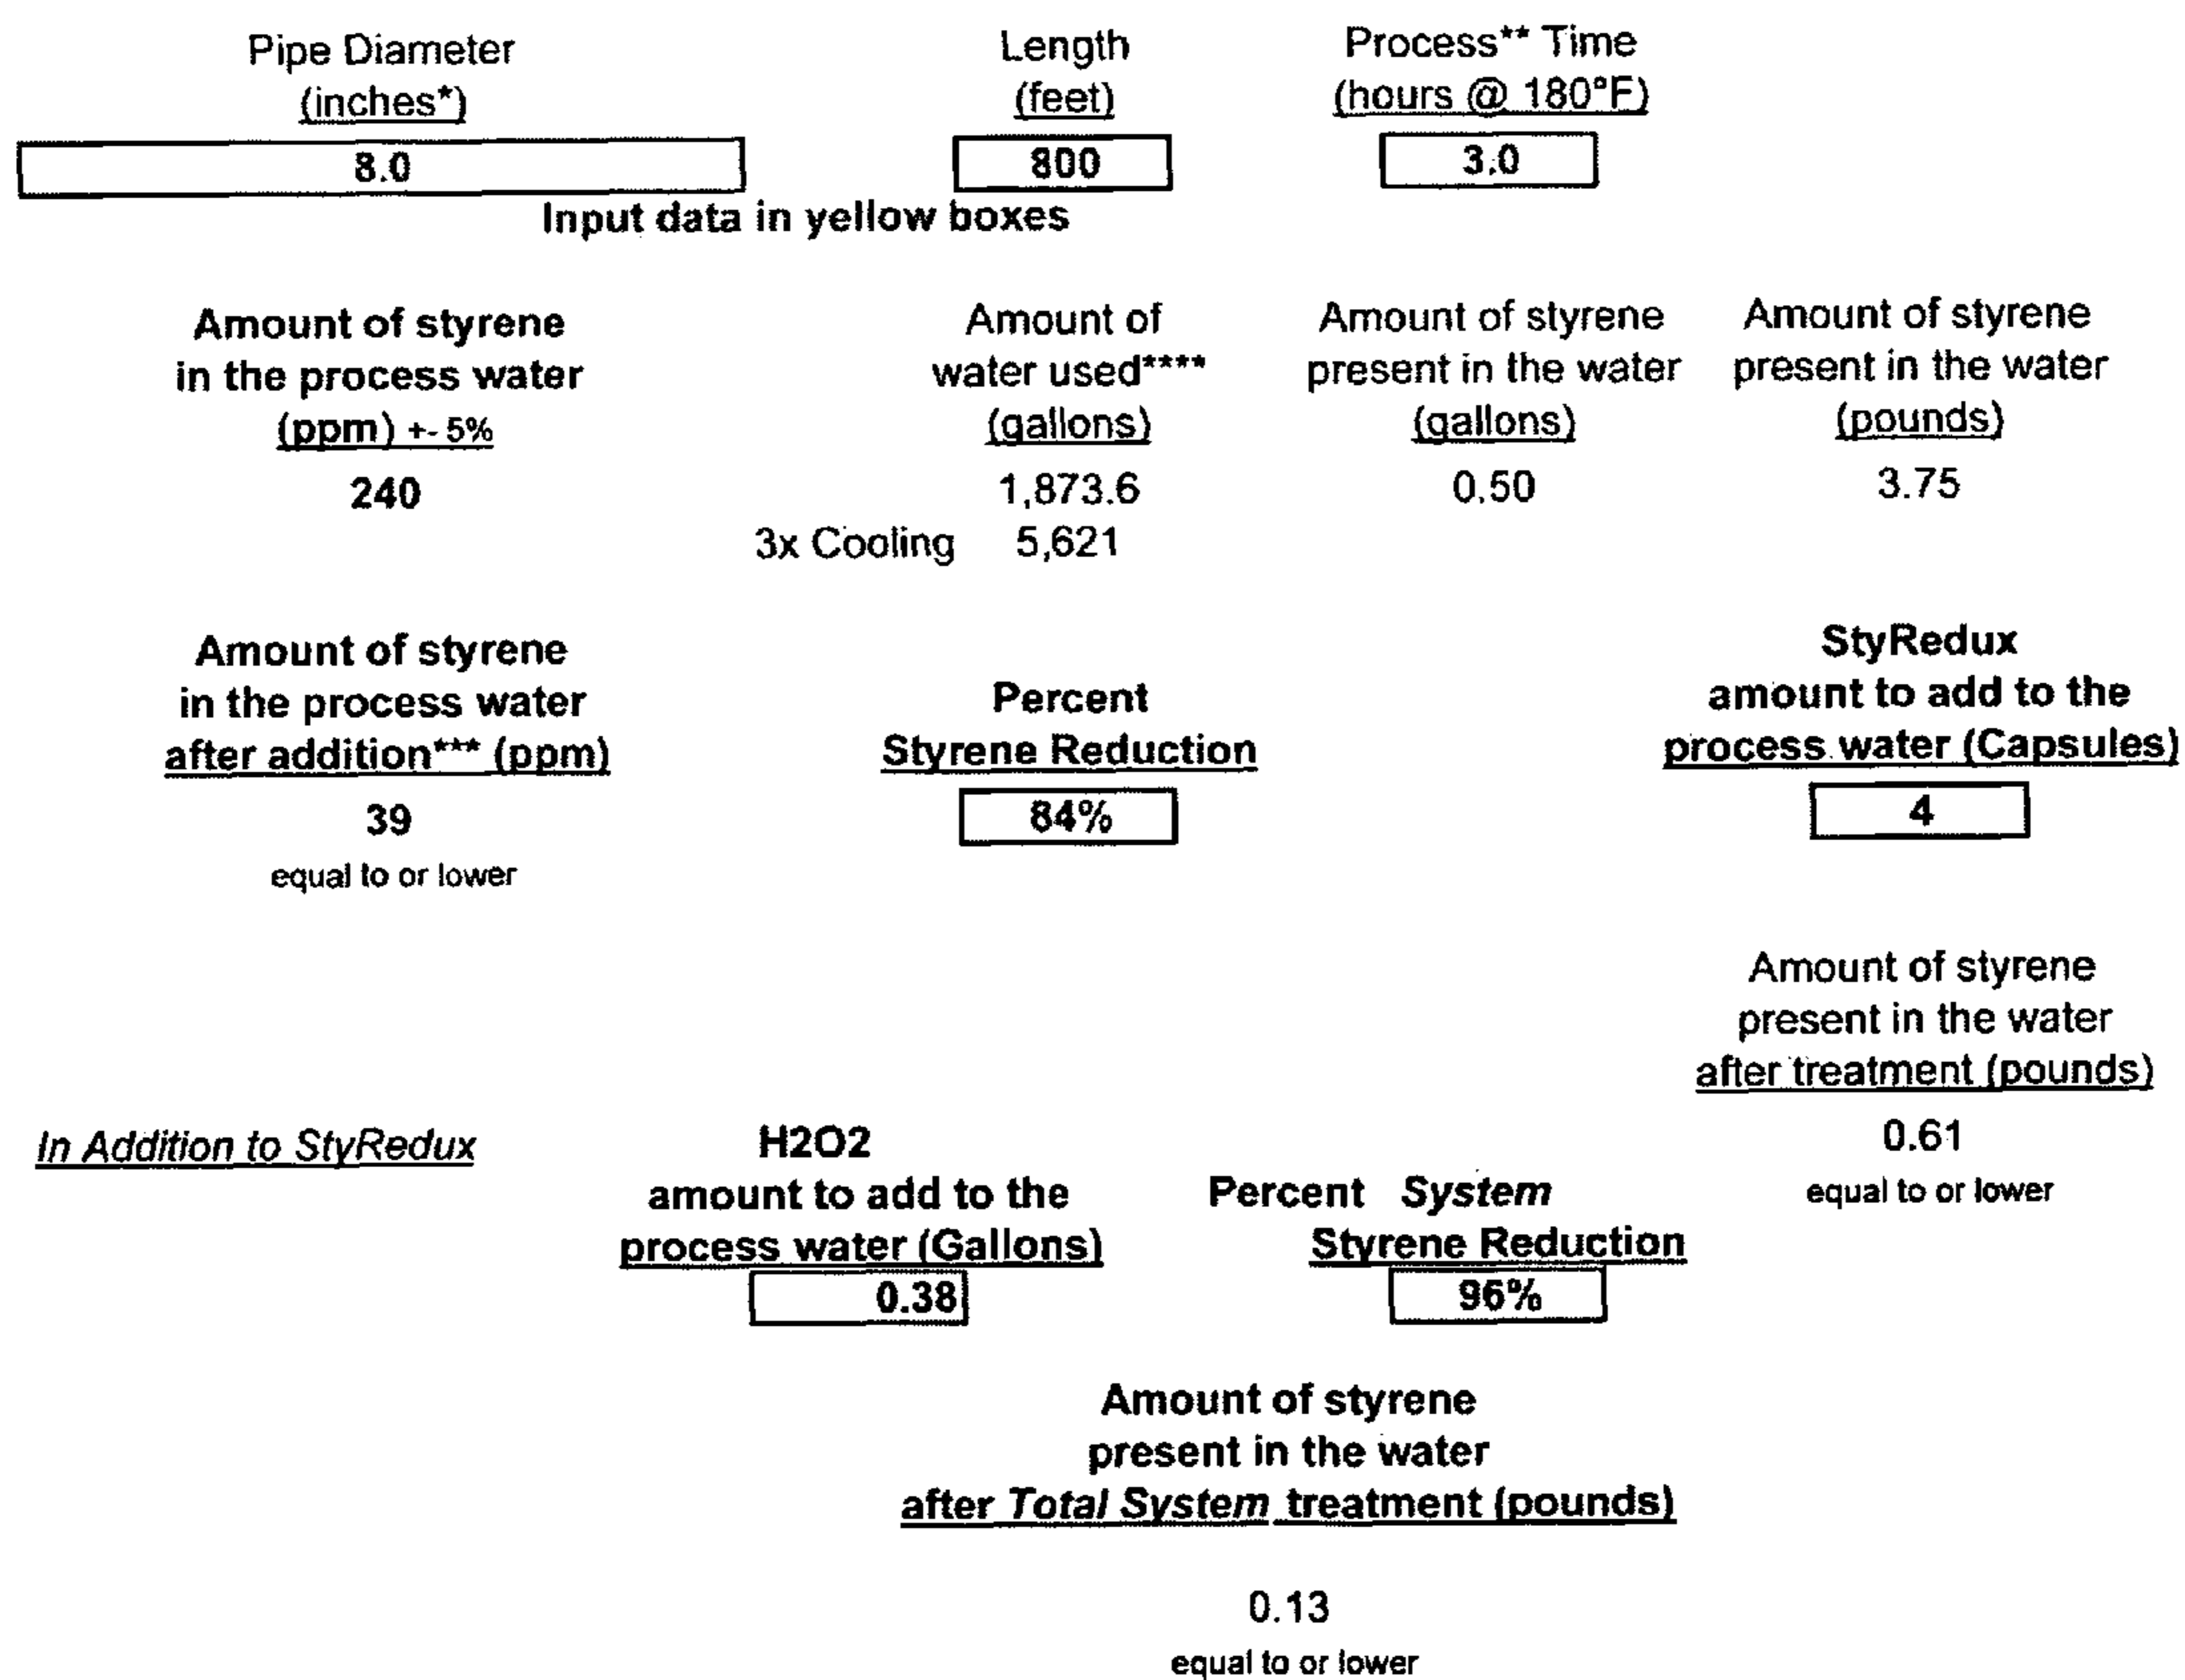 Pipe Diameter
(inches*)
8.0
Length
(feet)
800
Process** Time
(hours @ 180°F)
3.0
Input data in yellow boxes
Amount of styrene
in the process water
(ppm) +- 5%
240
Amount of
water used****
(gallons)
1,873.6
3x Cooling 5,621
Amount of styrene
present in the water
(gallons)
0.50
Amount of styrene
present in the water
(pounds)
3.75
Amount of styrene
in the process water
after addition*** (ppm)
39
equal to or lower
Percent
Styrene Reduction
84%
StyRedux
amount to add to the
process water (Capsules)
4
Amount of styrene
present in the water
after treatment (pounds)
0.61
equal to or lower
In Addition to StyRedux
H2O2
amount to add to the
process water (Gallons)
0.38
Percent System
Styrene Reduction
96%
Amount of styrene
present in the water
after Total System treatment (pounds)
0.13
equal to or lower